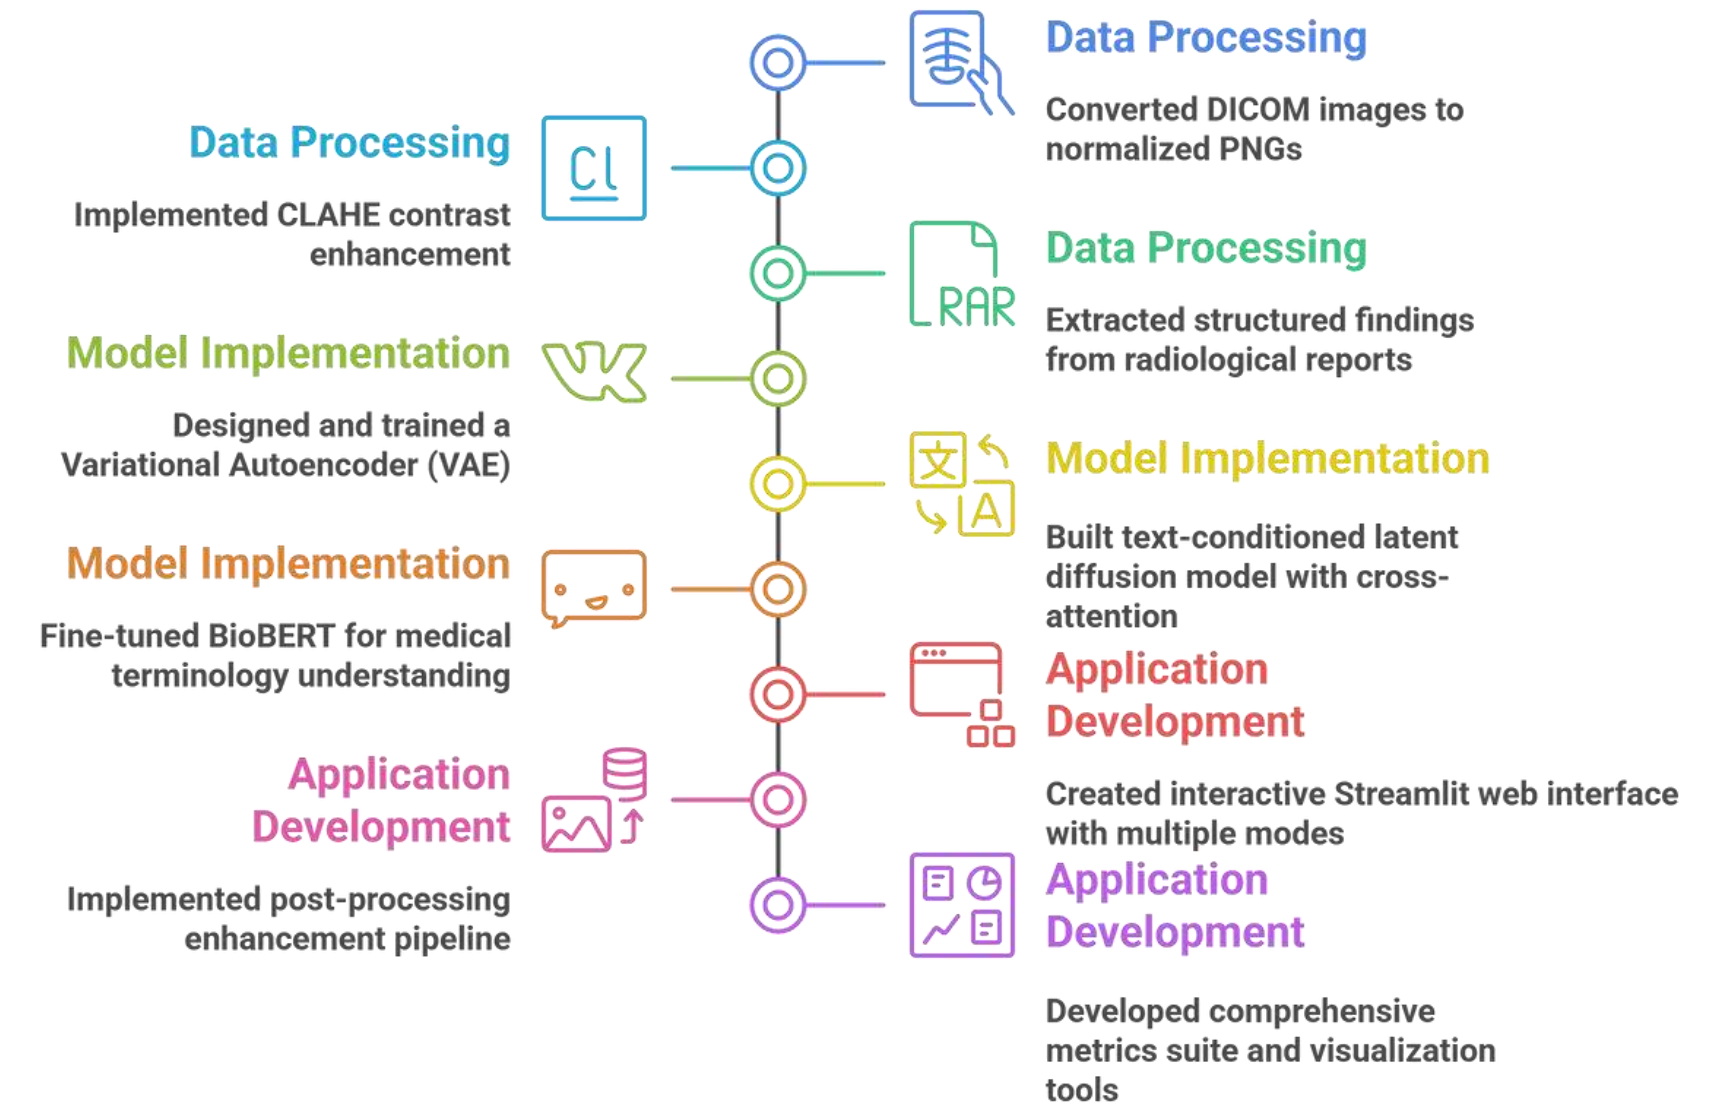 Data Processing
Converted DICOM images to
normalized PNGs
Data Processing
Cl
Implemented CLAHE contrast
enhancement
Data Processing
RAR
Extracted structured findings
from radiological reports
Model Implementation
Designed and trained a
Variational Autoencoder (VAE)
文
A
Model Implementation
Built text-conditioned latent
diffusion model with cross-
attention
Model Implementation
Fine-tuned BioBERT for medical
terminology understanding
Application
Development
Created interactive Streamlit web interface
with multiple modes
Application
Development
Implemented post-processing
enhancement pipeline
Application
Development
Developed comprehensive
metrics suite and visualization
tools